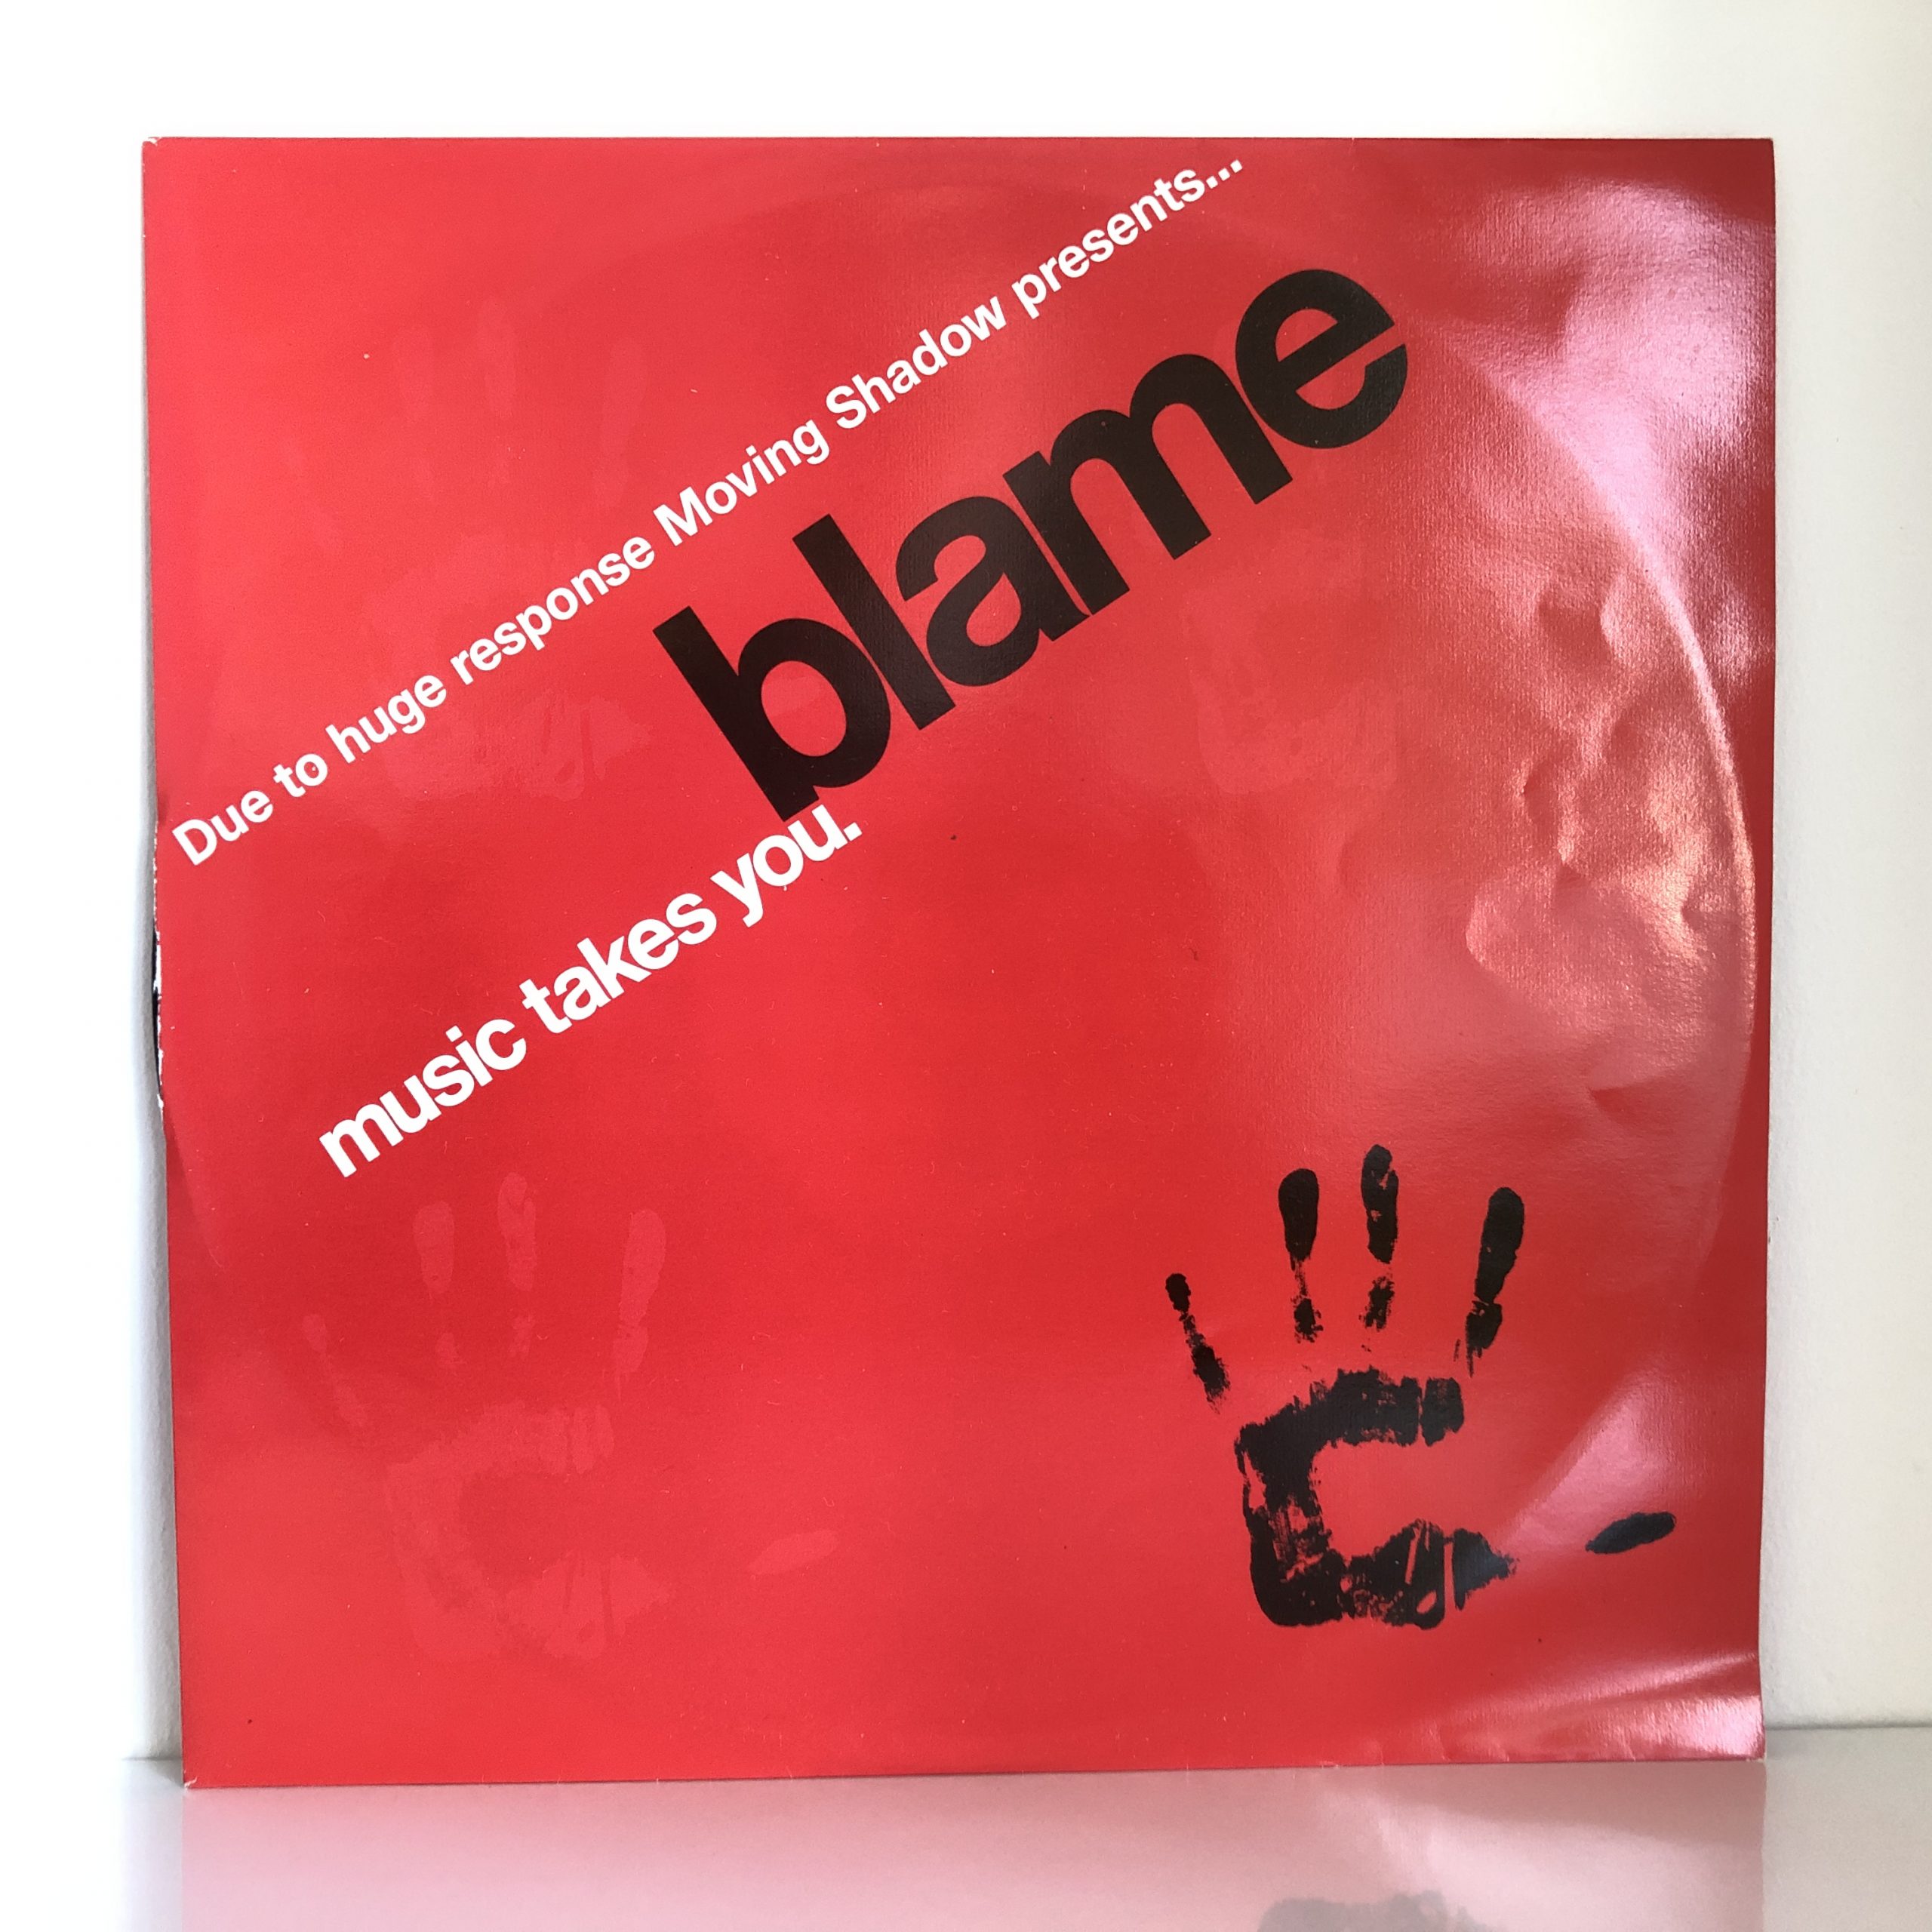 Due to huge response Moving Shadow presents...
blame
music takes you.